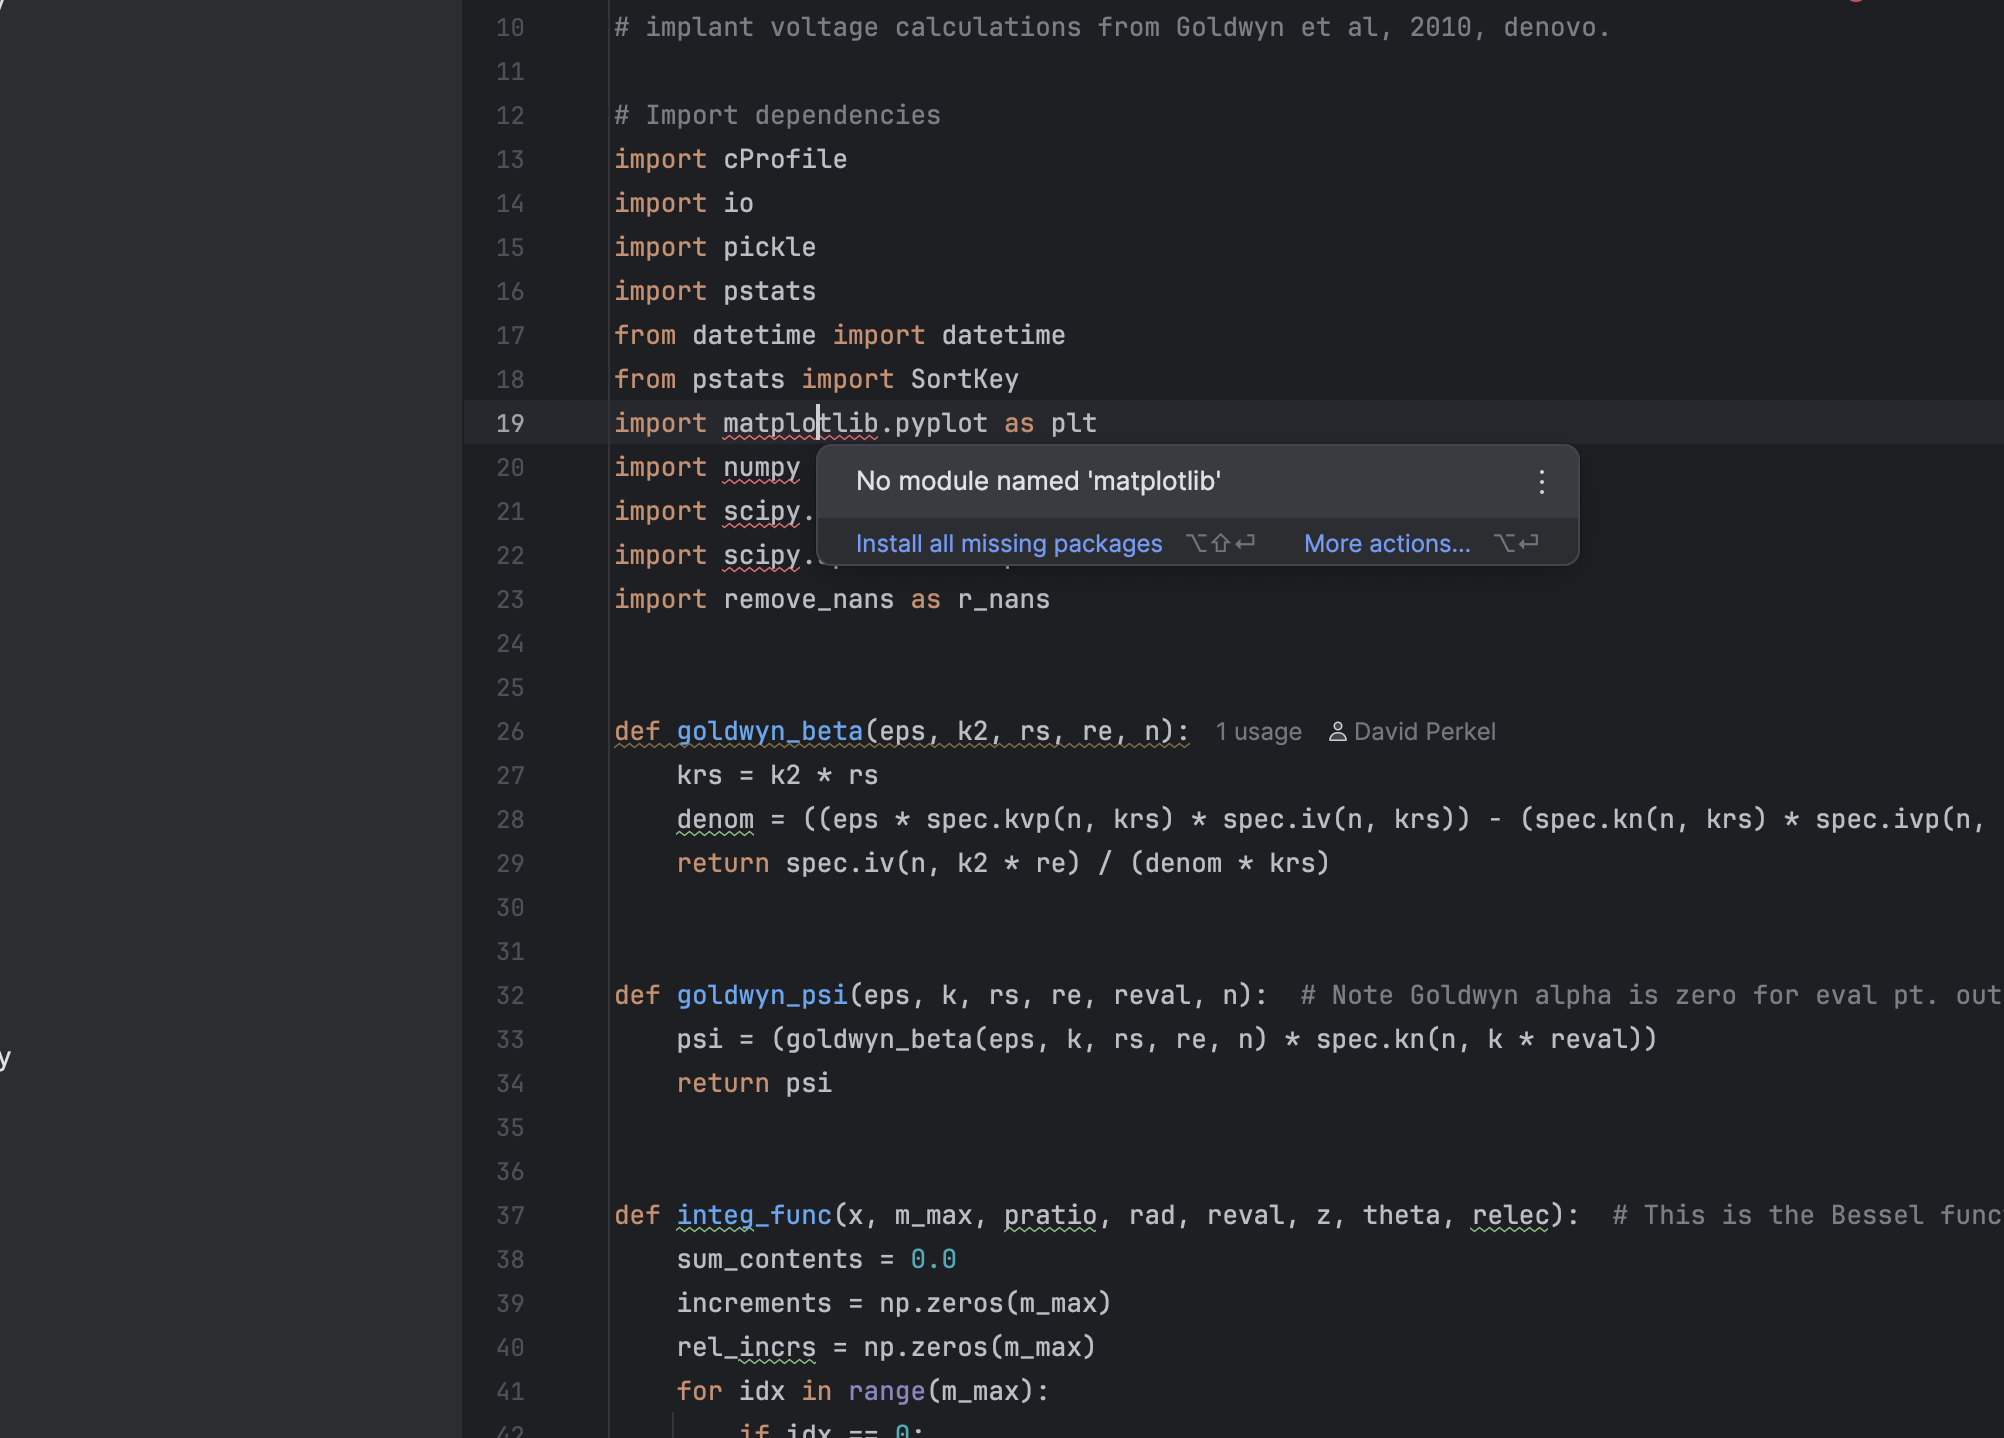 10 # implant voltage calculations from Goldwyn et al, 2010, denovo.
11
12 # Import dependencies
13 import cProfile
14 import io
15 import pickle
16 import pstats
17 from datetime import datetime
18 from pstats import SortKey
19 import matplotlib.pyplot as plt
20 import numpy
No module named 'matplotlib'
21 import scipy.
22 import scipy.
Install all missing packages ⌥⇧⏎ More actions... ⌥⏎
23 import remove_nans as r_nans
24
25
26 def goldwyn_beta(eps, k2, rs, re, n): 1 usage David Perkel
27 krs = k2 * rs
28 denom = ((eps * spec.kvp(n, krs) * spec.iv(n, krs)) - (spec.kn(n, krs) * spec.ivp(n,
29 return spec.iv(n, k2 * re) / (denom * krs)
30
31
32 def goldwyn_psi(eps, k, rs, re, reval, n): # Note Goldwyn alpha is zero for eval pt. out
y
33 psi = (goldwyn_beta(eps, k, rs, re, n) * spec.kn(n, k * reval))
34 return psi
35
36
37 def integ_func(x, m_max, pratio, rad, reval, z, theta, relec): # This is the Bessel func
38 sum_contents = 0.0
39 increments = np.zeros(m_max)
40 rel_incrs = np.zeros(m_max)
41 for idx in range(m_max):
42 if idx == 0: